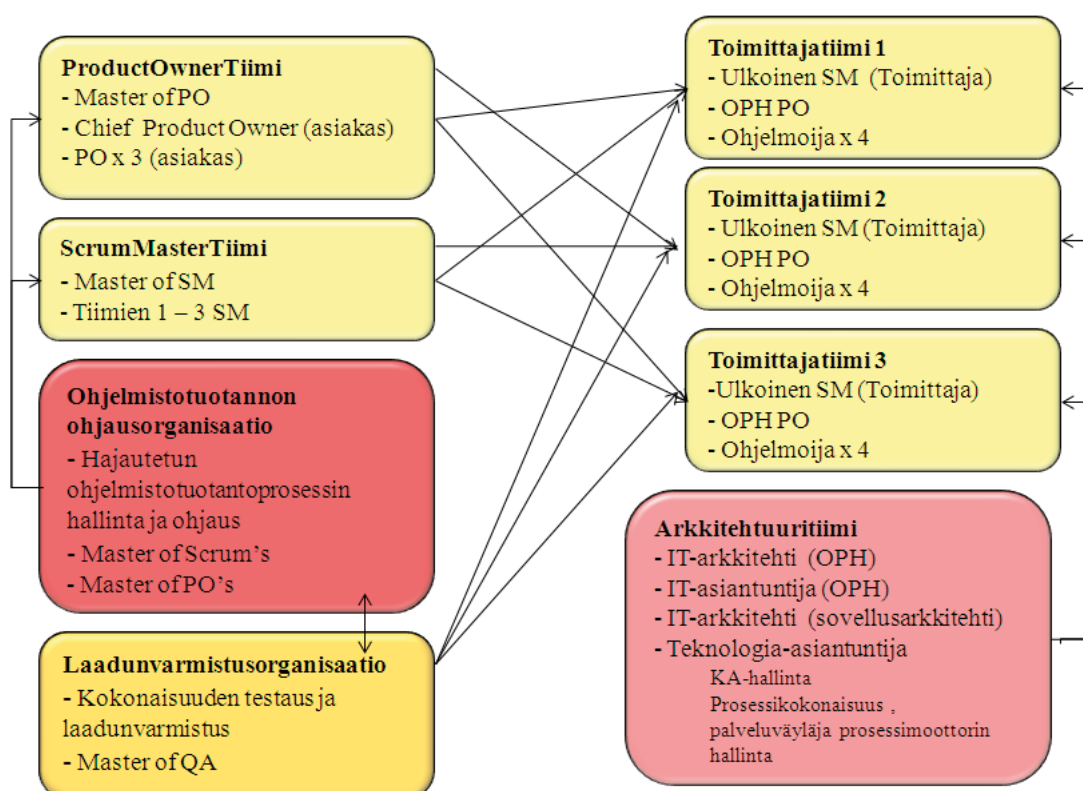 ProductOwnerTiimi
- Master of PO
- Chief Product Owner (asiakas)
- PO x 3 (asiakas)
ScrumMasterTiimi
- Master of SM
- Tiimien 1 – 3 SM
Ohjelmistotuotannon
ohjausorganisaatio
- Hajautetun
ohjelmistotuotantoprosessin
hallinta ja ohjaus
- Master of Scrum’s
- Master of PO’s
Laadunvarmistusorganisaatio
- Kokonaisuuden testaus ja
laadunvarmistus
- Master of QA
Toimittajatiimi 1
- Ulkoinen SM (Toimittaja)
- OPH PO
- Ohjelmoija x 4
Toimittajatiimi 2
- Ulkoinen SM (Toimittaja)
- OPH PO
- Ohjelmoija x 4
Toimittajatiimi 3
-Ulkoinen SM (Toimittaja)
- OPH PO
- Ohjelmoija x 4
Arkkitehtuuritiimi
- IT-arkkitehti (OPH)
- IT-asiantuntija (OPH)
- IT-arkkitehti (sovellusarkkitehti)
- Teknologia-asiantuntija
KA-hallinta
Prosessikokonaisuus ,
palveluväyläja prosessimoottorin
hallinta